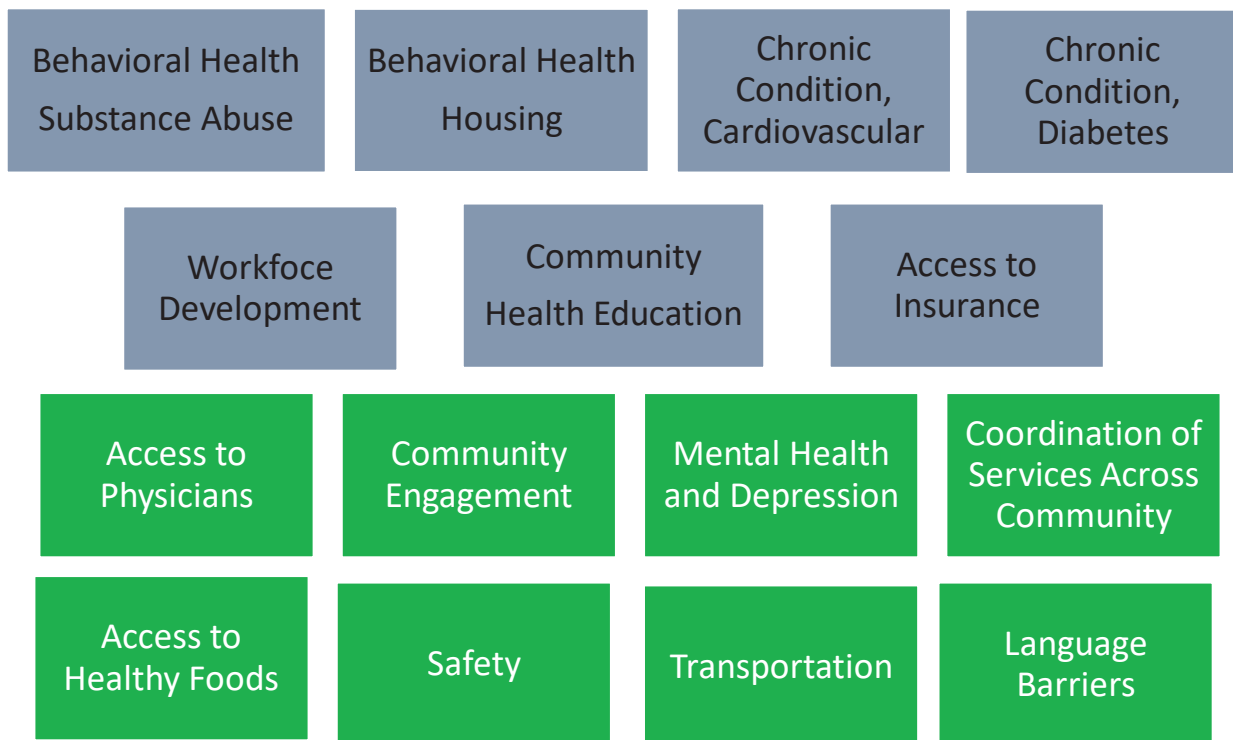 Behavioral Health
Substance Abuse
Behavioral Health
Housing
Chronic
Condition,
Cardiovascular
Chronic
Condition,
Diabetes
Workfoce
Development
Community
Health Education
Access to
Insurance
Access to
Physicians
Community
Engagement
Mental Health
and Depression
Coordination of
Services Across
Community
Access to
Healthy Foods
Safety
Transportation
Language
Barriers